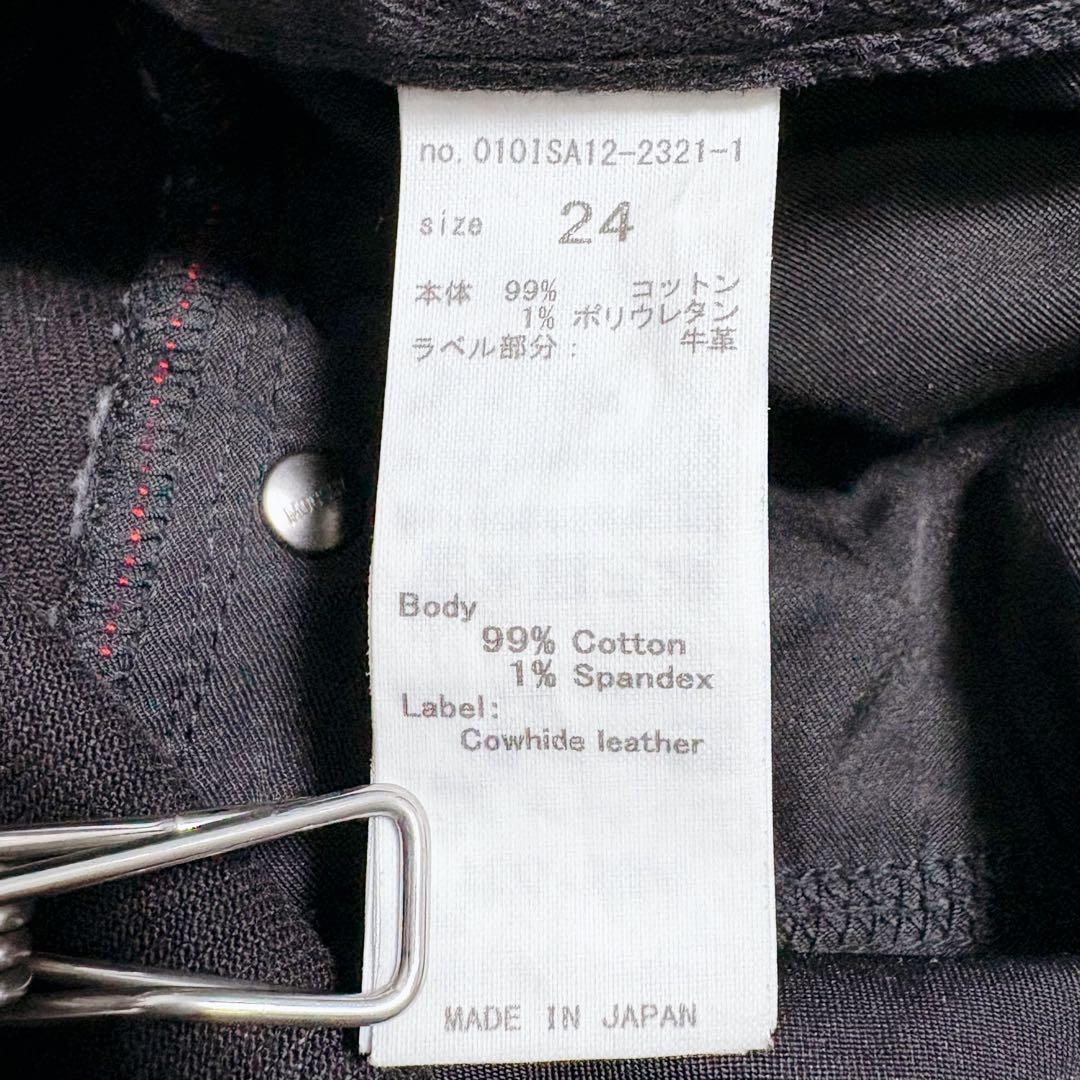 no. 010ISA12-2321-1
size 24
本体 99% コットン
1% ポリウレタン
ラベル部分: 牛革
Body
99% Cotton
1% Spandex
Label:
Cowhide leather
MADE IN JAPAN